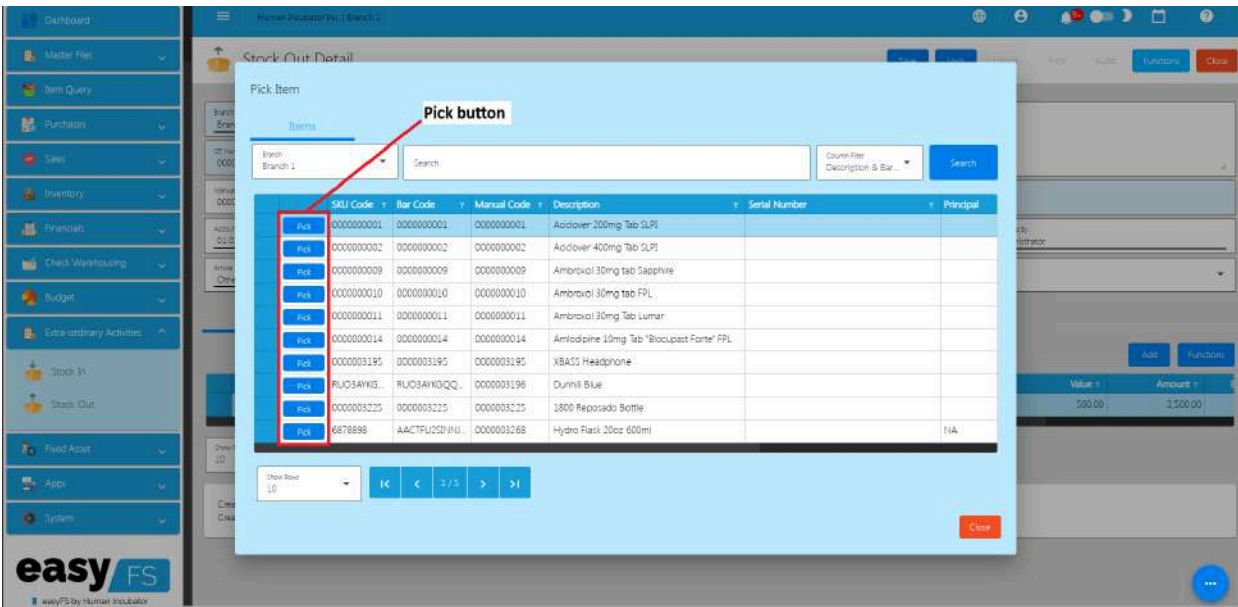 Dashboard
Human Incubator Inc. | Branch 1
Master Files
Stock Out Detail
Save
Functions
Close
Item Query
Pick Item
Pick button
Purchases
Items
Sales
Branch
Branch 1
Search
Column Filter
Description & Bar...
Search
Inventory
SKU Code
Bar Code
Manual Code
Description
Serial Number
Principal
Financials
Pick 0000000001 0000000001 0000000001 Aciclover 200mg Tab SLPI
Pick 0000000002 0000000002 0000000002 Aciclover 400mg Tab SLPI
Check Warehousing
Pick 0000000009 0000000009 0000000009 Ambroxol 30mg tab Sapphire
Budget
Pick 0000000010 0000000010 0000000010 Ambroxol 30mg tab FPL
Pick 0000000011 0000000011 0000000011 Ambroxol 30mg Tab Lumar
Extra-ordinary Activities
Pick 0000000014 0000000014 0000000014 Amlodipine 10mg Tab "Blocupast Forte" FPL
Add
Functions
Stock In
Pick 0000003195 0000003195 0000003195 XBASS Headphone
Value
Amount
Pick RUO3AYKG... RUO3AYKGQQ... 0000003196 Dunhill Blue
Stock Out
500.00
2,500.00
Pick 0000003225 0000003225 0000003225 1800 Reposado Bottle
Pick 6878898 AACTFU2SINNJ... 0000003268 Hydro Flask 20oz 600ml NA
Fixed Asset
Show Rows
10
1/5
Apps
System
Close
easyFS
easyFS by Human Incubator